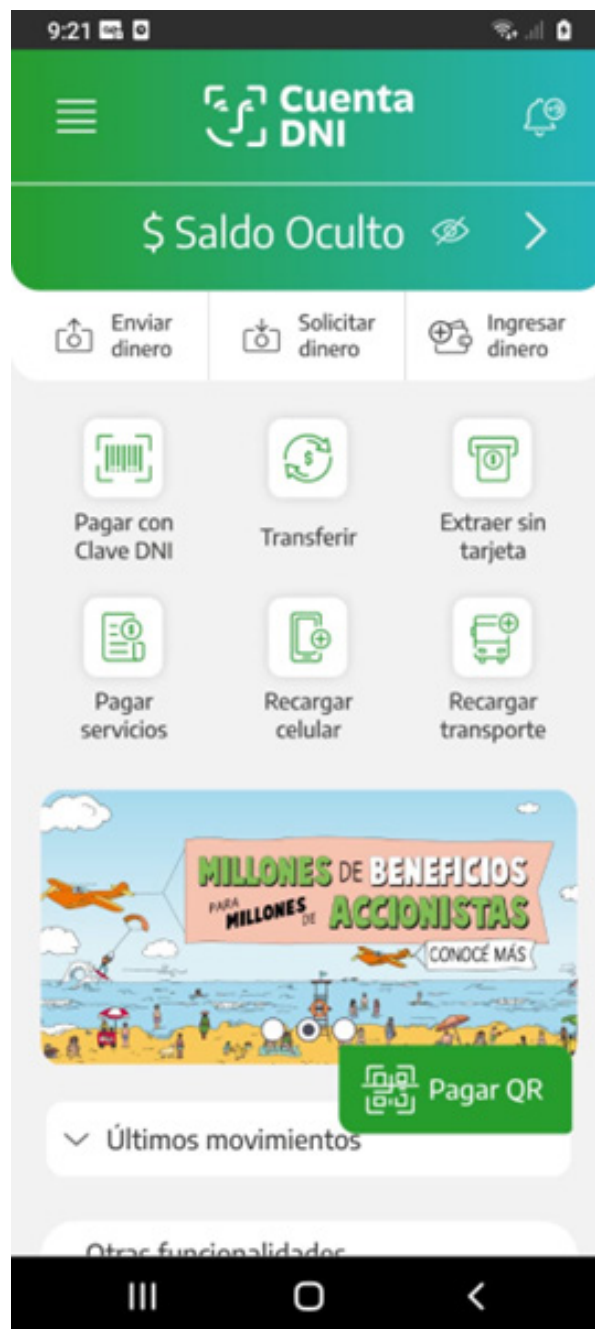 9:21
Cuenta
DNI
$ Saldo Oculto
Enviar
dinero
Solicitar
dinero
Ingresar
dinero
Pagar con
Clave DNI
Transferir
Extraer sin
tarjeta
Pagar
servicios
Recargar
celular
Recargar
transporte
MILLONES DE BENEFICIOS
PARA MILLONES DE ACCIONISTAS
CONOCÉ MÁS
Pagar QR
Últimos movimientos
Otras funcionalidades